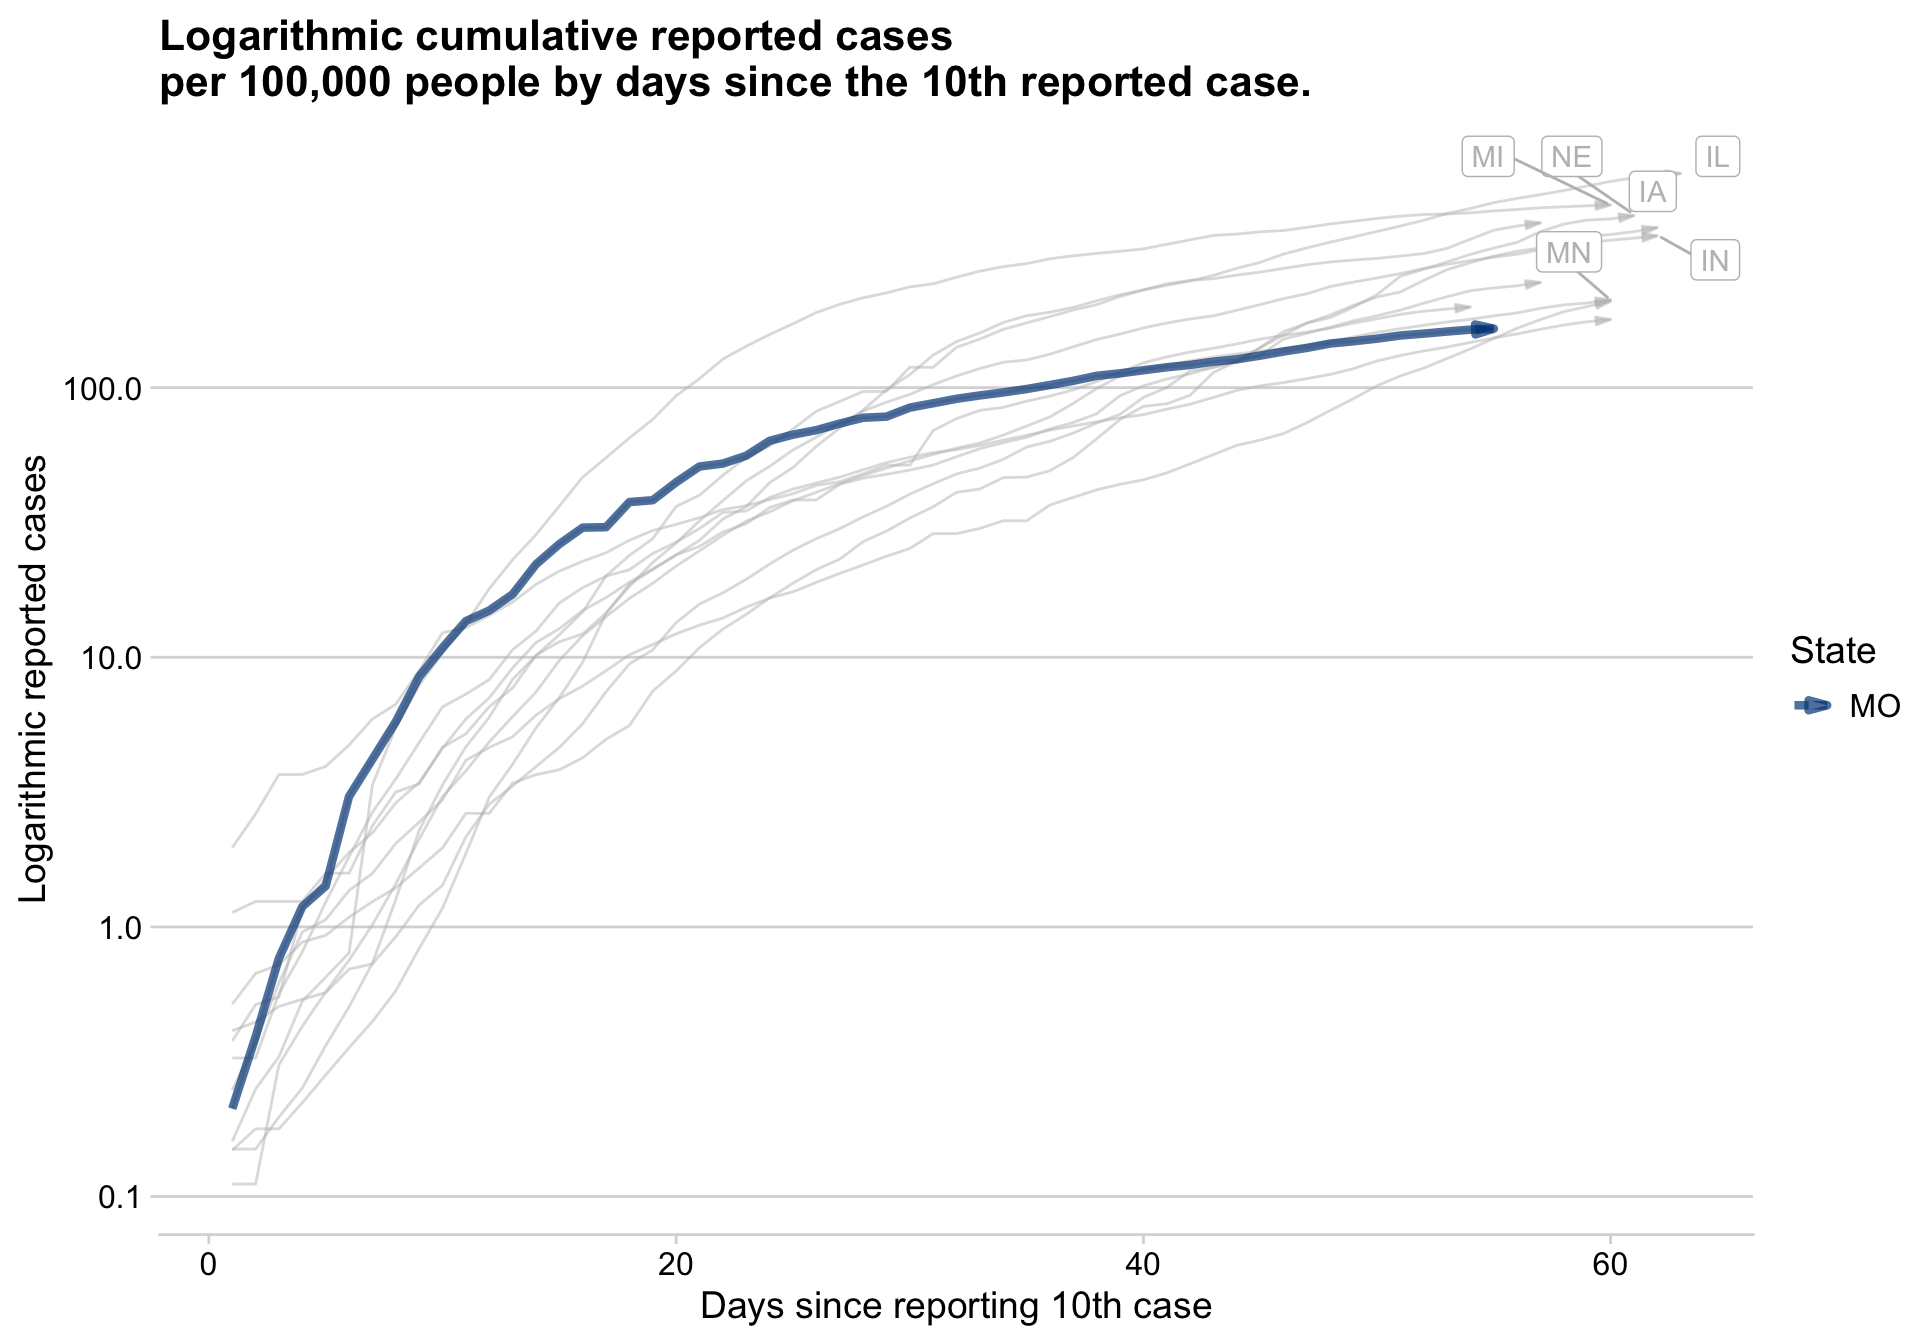 Logarithmic cumulative reported cases
per 100,000 people by days since the 10th reported case.
MI
NE
IL
IA
MN
IN
100.0
10.0
1.0
0.1
Logarithmic reported cases
0
20
40
60
Days since reporting 10th case
State
MO